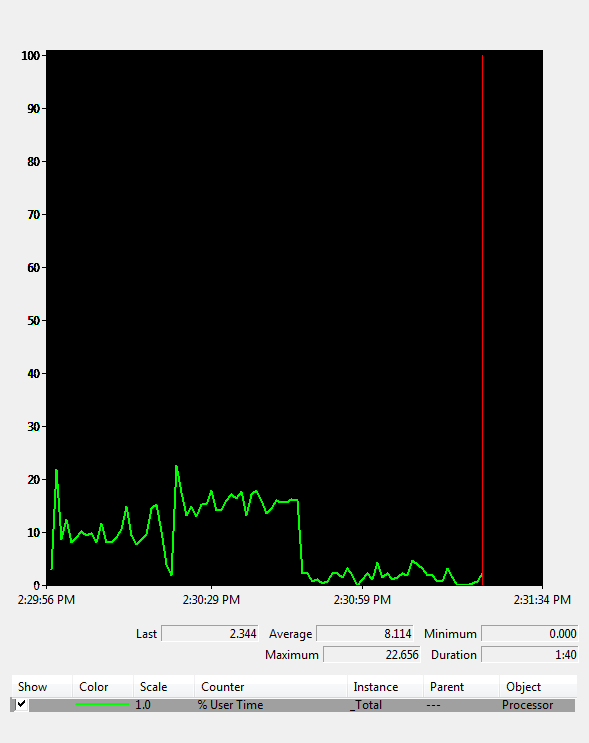 100
90
80
70
60
50
40
30
20
10
0
2:29:56 PM 2:30:29 PM 2:30:59 PM 2:31:34 PM
Last 2.344 Average 8.114 Minimum 0.000
Maximum 22.656 Duration 1:40
Show Color Scale Counter Instance Parent Object
1.0 % User Time _Total --- Processor